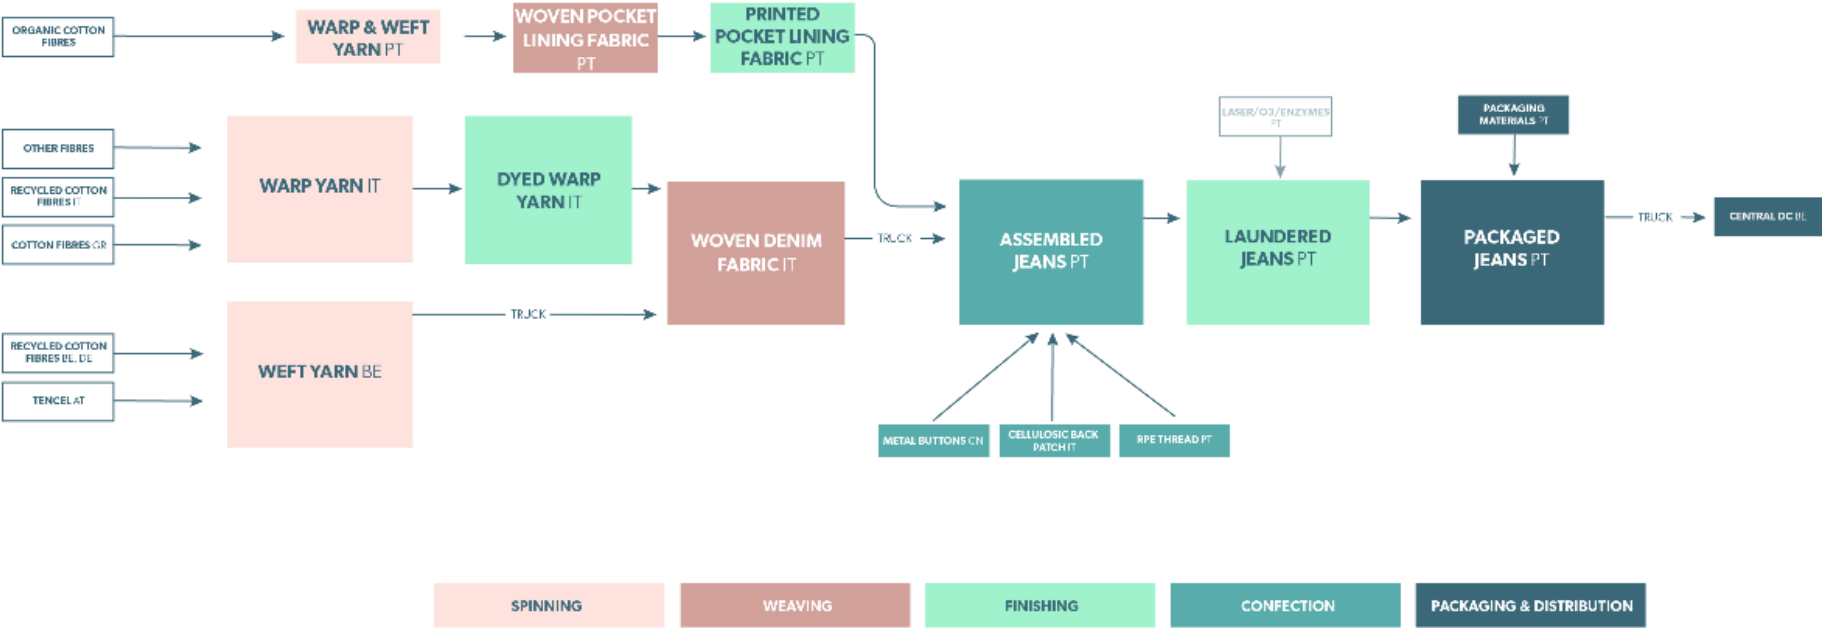 ORGANIC COTTON
FIBRES
WARP & WEFT
YARN PT
WOVEN POCKET
LINING FABRIC
PT
PRINTED
POCKET LINING
FABRIC PT
OTHER FIBRES
RECYCLED COTTON
FIBRES IT
COTTON FIBRES GR
WARP YARN IT
DYED WARP
YARN IT
WOVEN DENIM
FABRIC IT
TRUCK
RECYCLED COTTON
FIBRES BE, DE
TENCEL AT
WEFT YARN BE
TRUCK
ASSEMBLED
JEANS PT
METAL BUTTONS CN
CELLULOSIC BACK
PATCH IT
RPE THREAD PT
LASER/O3/ENZYMES
PT
LAUNDERED
JEANS PT
PACKAGING
MATERIALS PT
PACKAGED
JEANS PT
TRUCK
CENTRAL DC BE
SPINNING
WEAVING
FINISHING
CONFECTION
PACKAGING & DISTRIBUTION